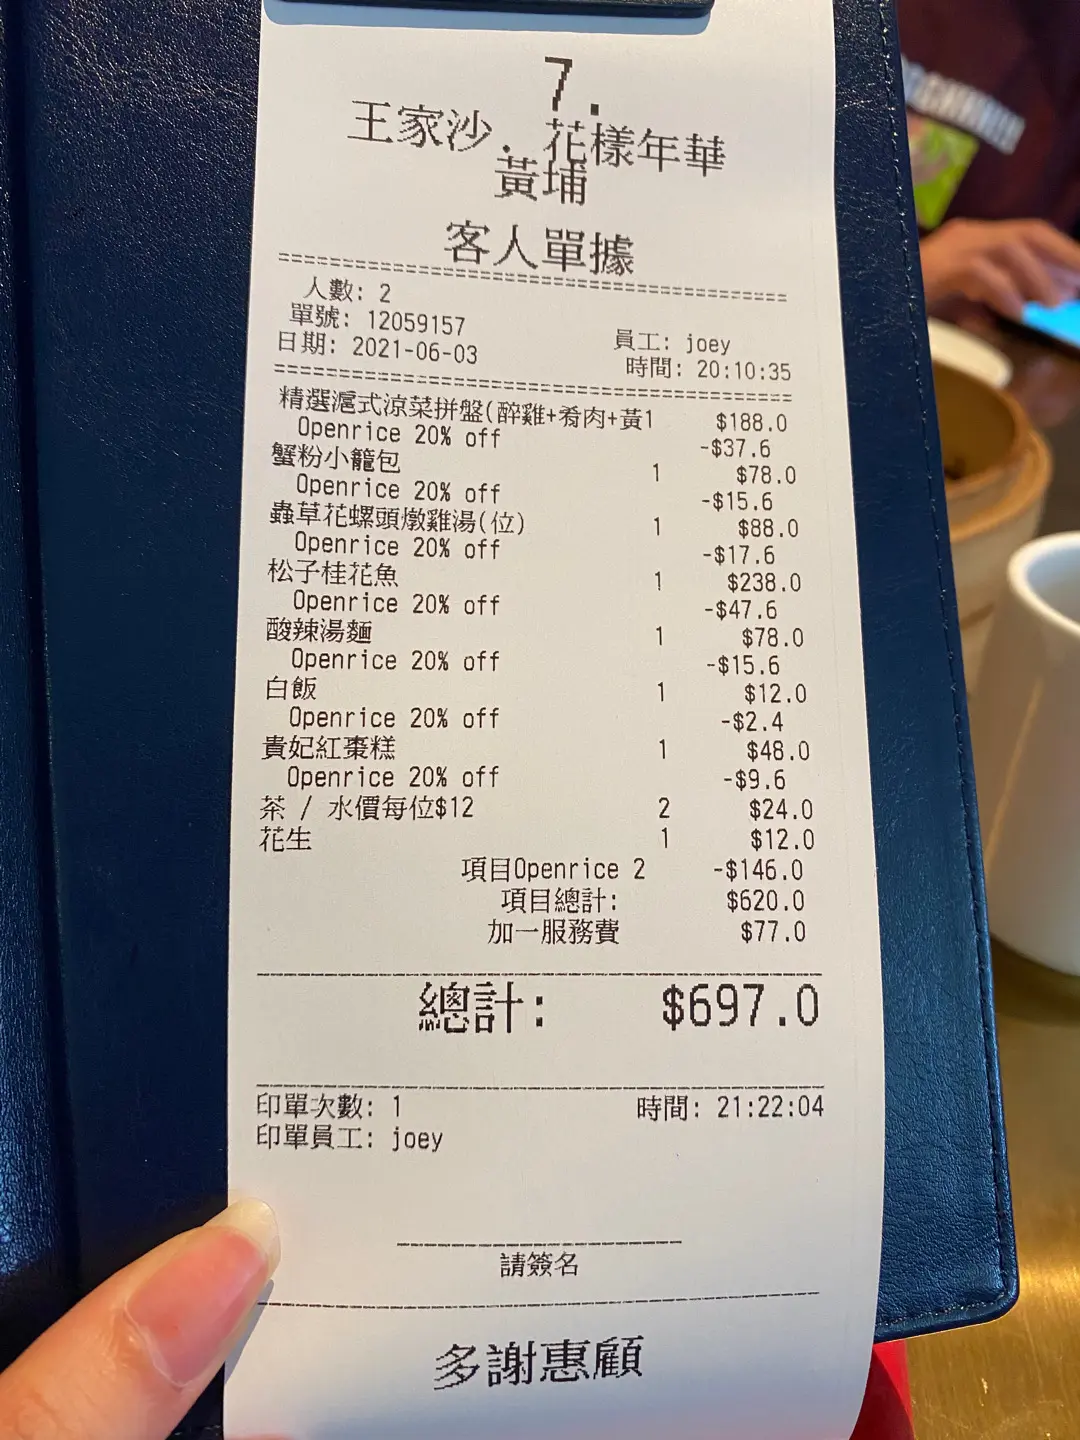 7.
王家沙. 花樣年華
黃埔
客人單據
人數: 2
單號: 12059157
員工: joey
日期: 2021-06-03
時間: 20:10:35
精選滬式涼菜拼盤(醉雞+肴肉+黃1 $188.0
Openrice 20% off -$37.6
蟹粉小籠包 1 $78.0
Openrice 20% off -$15.6
蟲草花螺頭燉雞湯(位) 1 $88.0
Openrice 20% off -$17.6
松子桂花魚 1 $238.0
Openrice 20% off -$47.6
酸辣湯麵 1 $78.0
Openrice 20% off -$15.6
白飯 1 $12.0
Openrice 20% off -$2.4
貴妃紅棗糕 1 $48.0
Openrice 20% off -$9.6
茶 / 水價每位$12 2 $24.0
花生 1 $12.0
項目Openrice 2 -$146.0
項目總計: $620.0
加一服務費 $77.0
總計: $697.0
印單次數: 1 時間: 21:22:04
印單員工: joey
請簽名
多謝惠顧